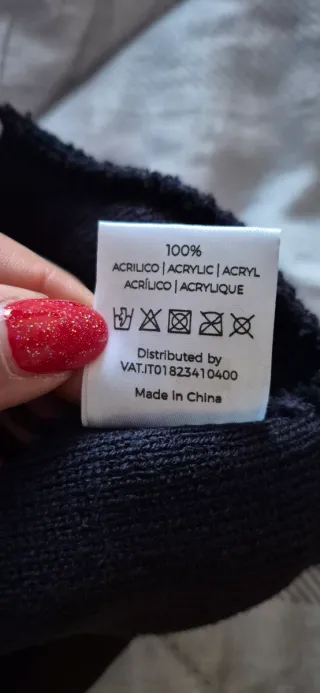 100%
ACRILICO | ACRYLIC | ACRYL
ACRÍLICO | ACRYLIQUE
Distributed by
VAT.IT01823410400
Made in China